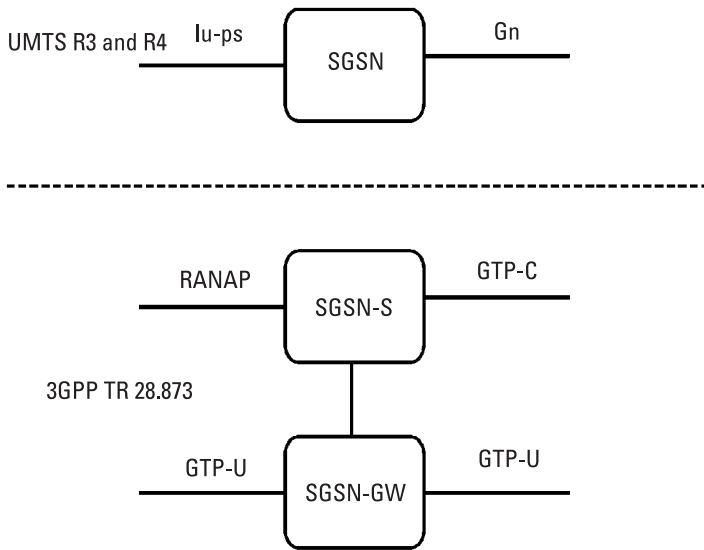 UMTS R3 and R4
Iu-ps
SGSN
Gn
RANAP
SGSN-S
GTP-C
3GPP TR 28.873
GTP-U
SGSN-GW
GTP-U